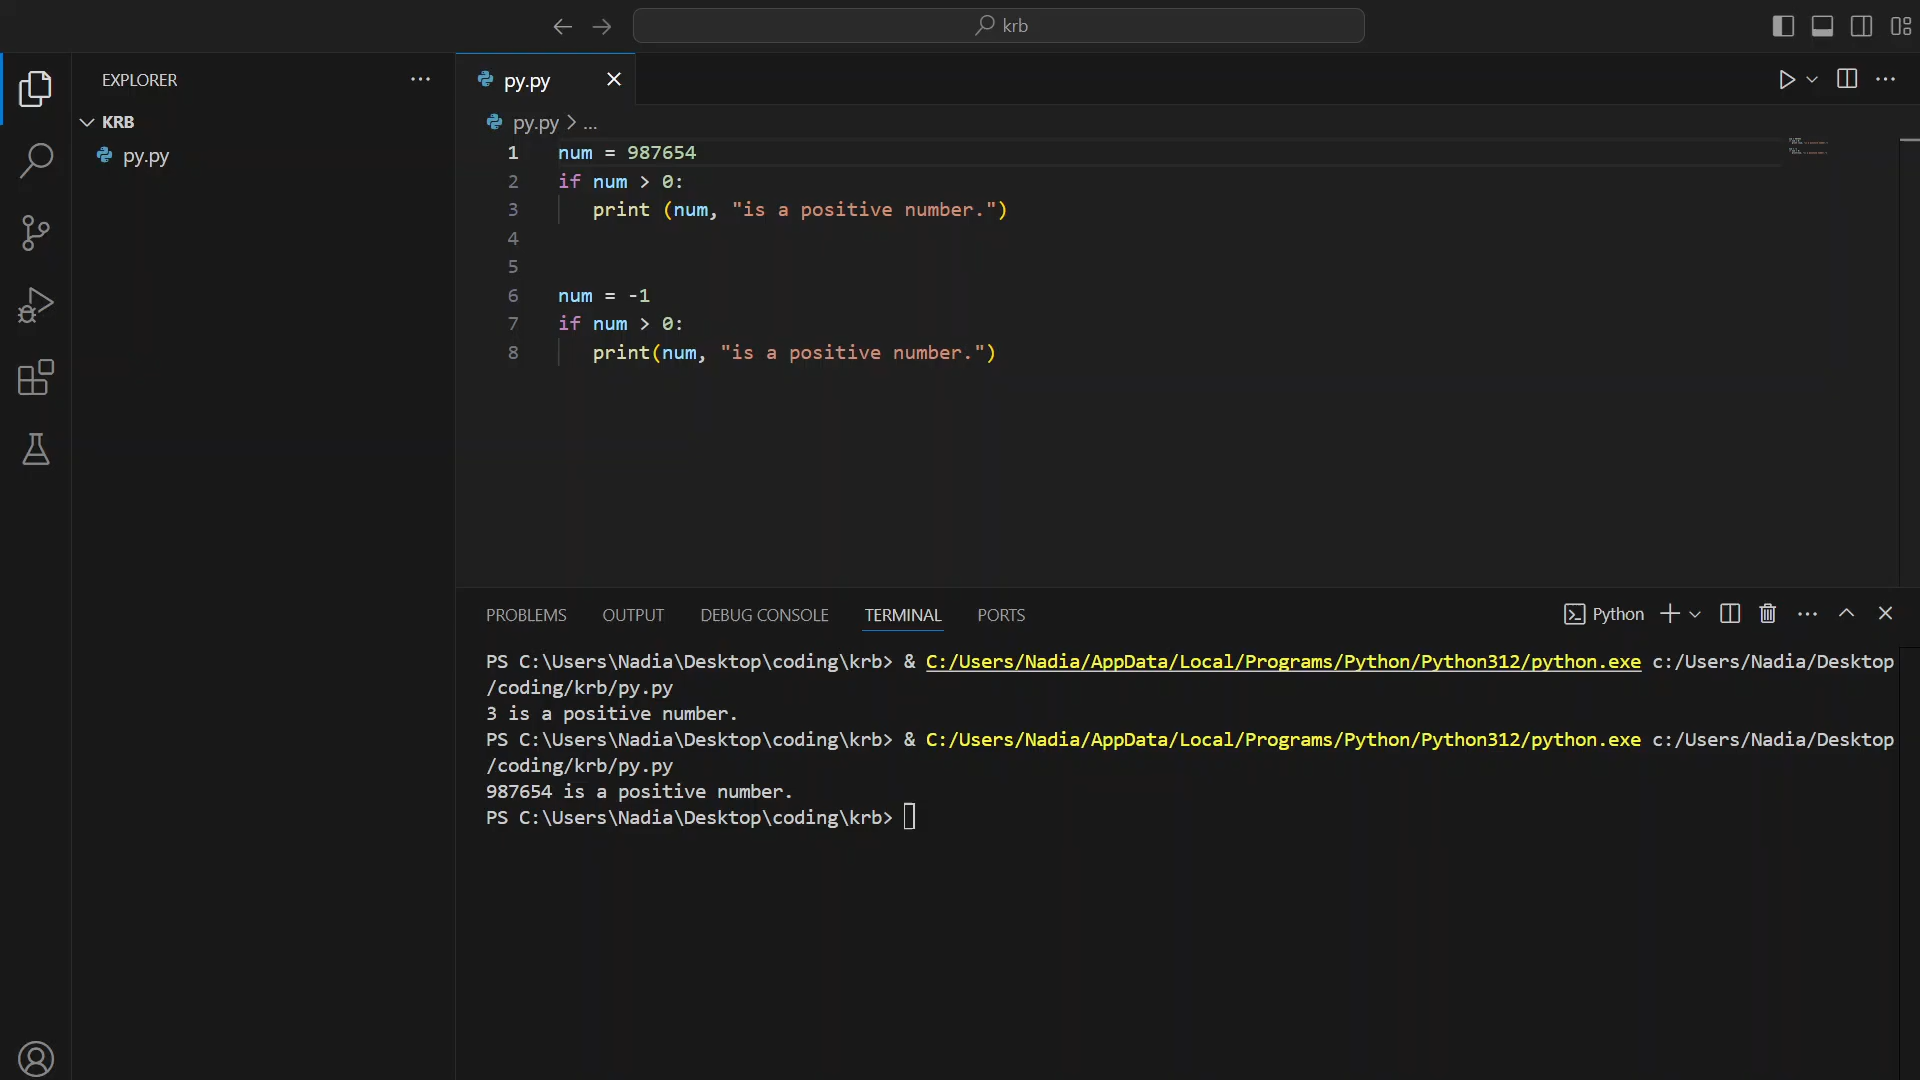 krb
EXPLORER
KRB
py.py
py.py
py.py > ...
1 num = 987654
2 if num > 0:
3 print (num, "is a positive number.")
4
5
6 num = -1
7 if num > 0:
8 print(num, "is a positive number.")
PROBLEMS OUTPUT DEBUG CONSOLE TERMINAL PORTS
Python
PS C:\Users\Nadia\Desktop\coding\krb> & C:/Users/Nadia/AppData/Local/Programs/Python/Python312/python.exe c:/Users/Nadia/Desktop
/coding/krb/py.py
3 is a positive number.
PS C:\Users\Nadia\Desktop\coding\krb> & C:/Users/Nadia/AppData/Local/Programs/Python/Python312/python.exe c:/Users/Nadia/Desktop
/coding/krb/py.py
987654 is a positive number.
PS C:\Users\Nadia\Desktop\coding\krb>